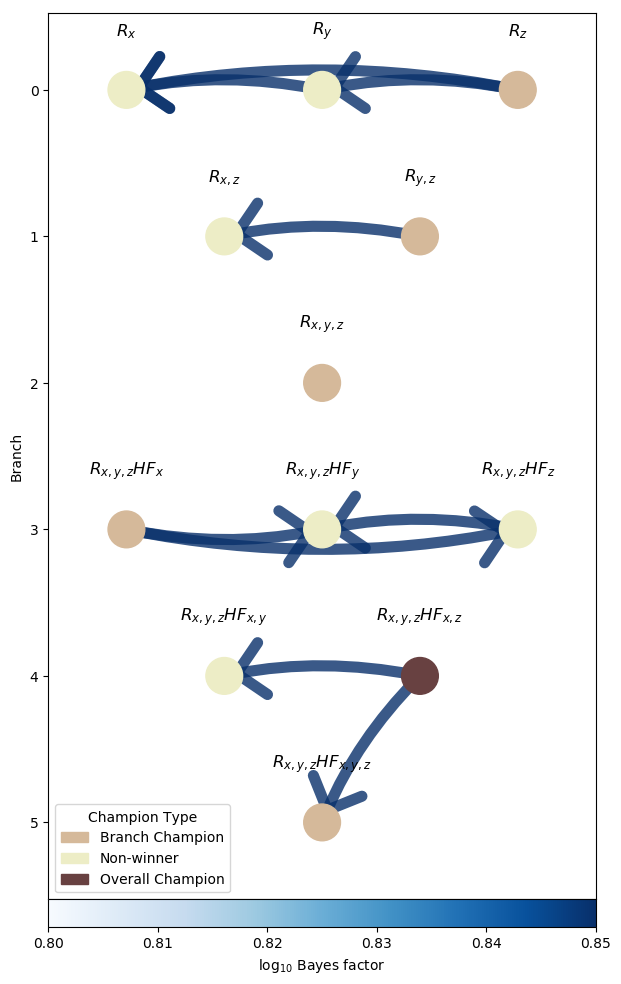 R_x R_y R_z
0
R_{x,z} R_{y,z}
1
R_{x,y,z}
2
Branch
R_{x,y,z}HF_x R_{x,y,z}HF_y R_{x,y,z}HF_z
3
R_{x,y,z}HF_{x,y} R_{x,y,z}HF_{x,z}
4
R_{x,y,z}HF_{x,y,z}
5
Champion Type
Branch Champion
Non-winner
Overall Champion
0.80 0.81 0.82 0.83 0.84 0.85
log_{10} Bayes factor